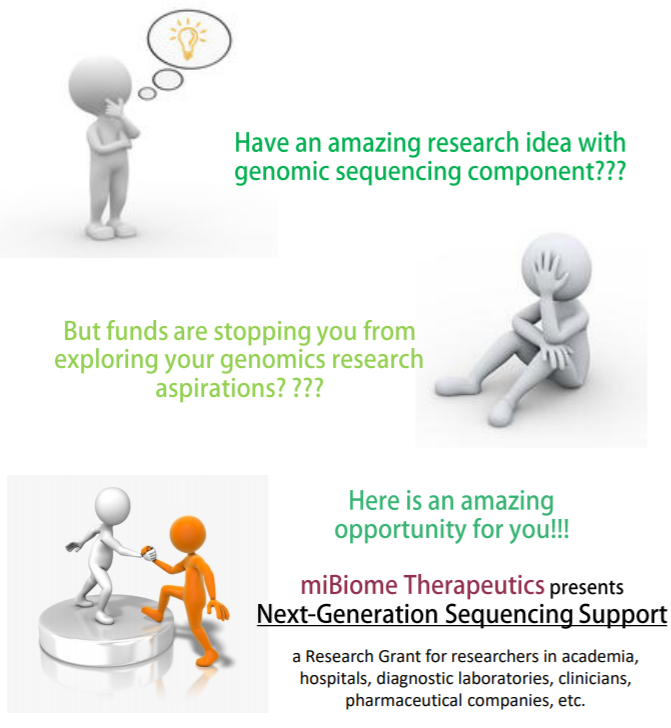 Have an amazing research idea with
genomic sequencing component???
But funds are stopping you from
exploring your genomics research
aspirations? ???
Here is an amazing
opportunity for you!!!
miBiome Therapeutics presents
Next-Generation Sequencing Support
a Research Grant for researchers in academia,
hospitals, diagnostic laboratories, clinicians,
pharmaceutical companies, etc.